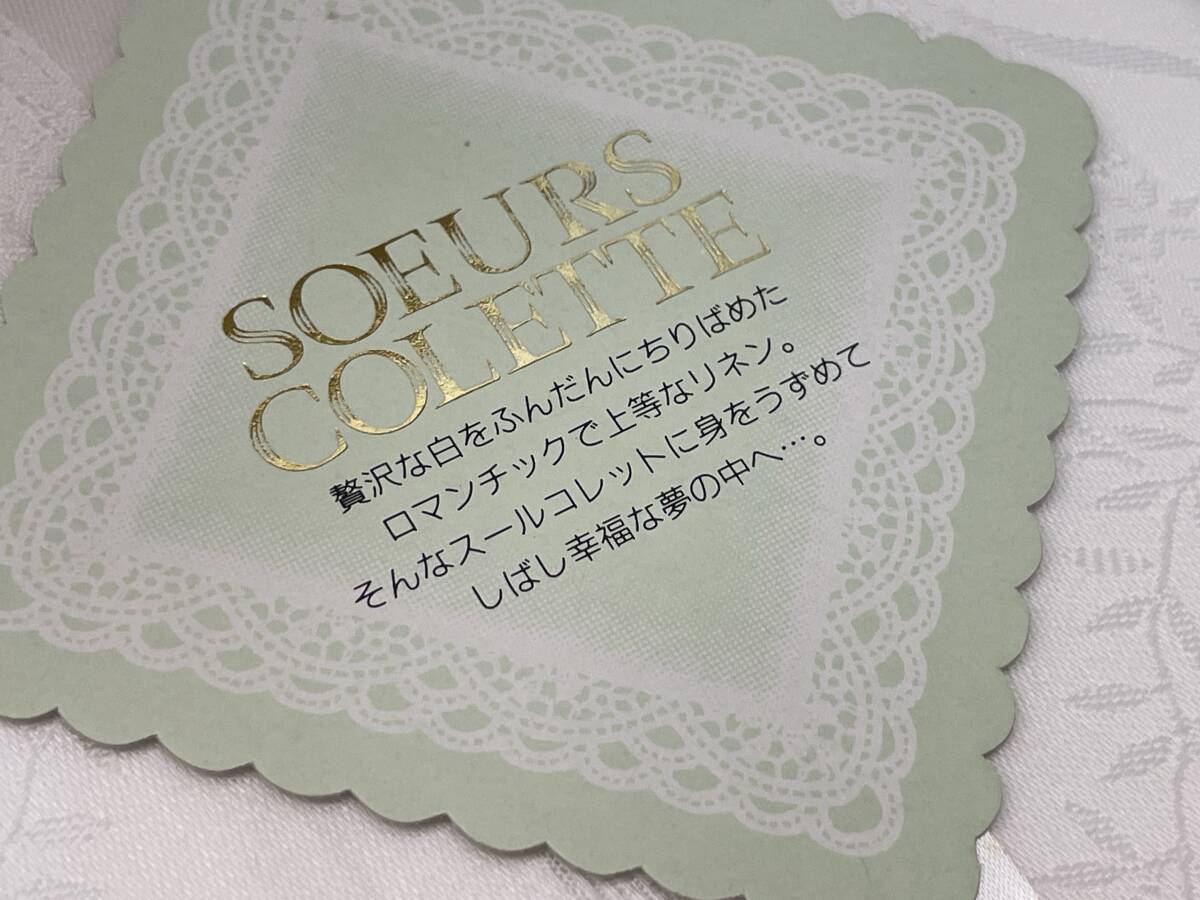 SOEURS
COLETTE
贅沢な白をふんだんにちりばめた
ロマンチックで上等なリネン。
そんなスールコレットに身をうずめて
しばし幸福な夢の中へ…。